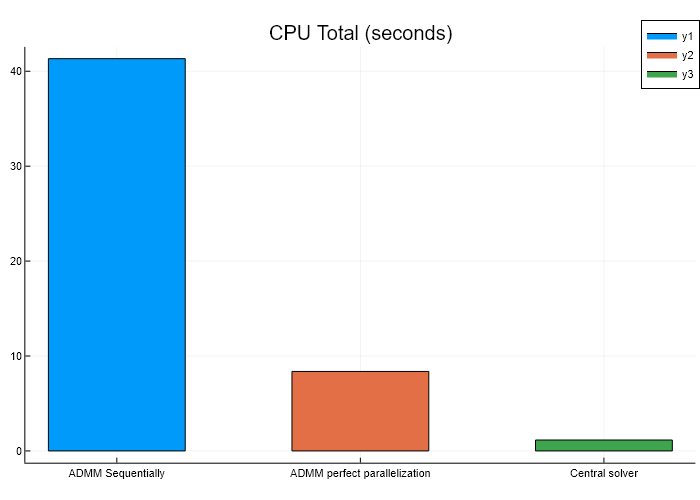 CPU Total (seconds)
y1
y2
y3
40
30
20
10
0
ADMM Sequentially
ADMM perfect parallelization
Central solver